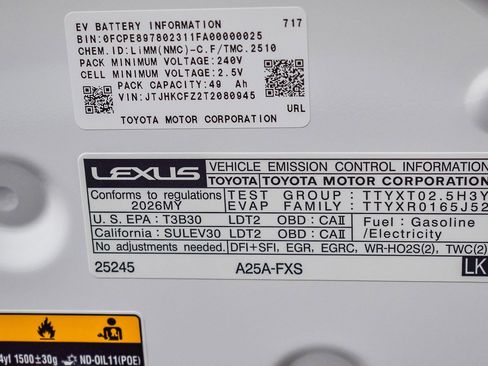 EV BATTERY INFORMATION 717
BIN:0FCPE897802311FA00000025
CHEM.ID:LiMM(NMC)-C.F/TMC.2510
PACK MINIMUM VOLTAGE:240V
CELL MINIMUM VOLTAGE:2.5V
PACK CAPACITY:49 Ah
VIN:JTJHKCFZ2T2080945
URL
TOYOTA MOTOR CORPORATION
LEXUS VEHICLE EMISSION CONTROL INFORMATION
TOYOTA TOYOTA MOTOR CORPORATION
Conforms to regulations TEST GROUP : TTYXT02.5H3Y
2026MY EVAP FAMILY : TTYXR0165J52
U. S. EPA : T3B30 LDT2 OBD : CAII Fuel : Gasoline
California : SULEV30 LDT2 OBD : CAII /Electricity
No adjustments needed. DFI+SFI, EGR, EGRC, WR-HO2S(2), TWC(2)
25245 A25A-FXS LK
4yf 1500±30g ND-OIL11(POE)